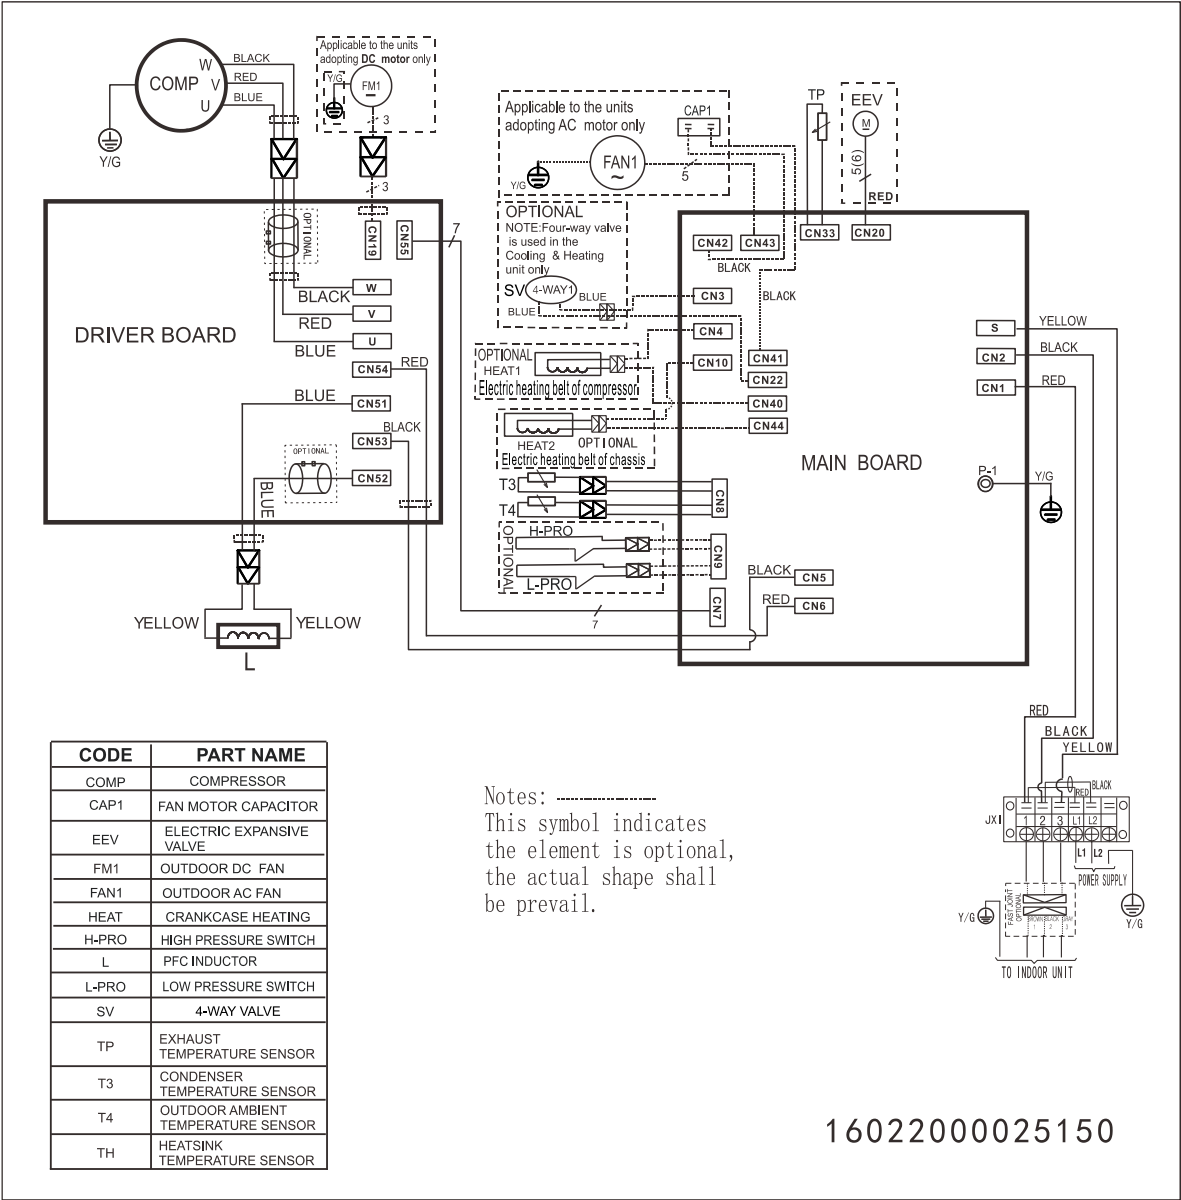 COMP
W
V
U
BLACK
RED
BLUE
Y/G
Applicable to the units
adopting DC motor only
Y/G
FM1
3
3
Applicable to the units
adopting AC motor only
CAP1
FAN1
~
Y/G
5
TP
EEV
M
5(6)
RED
OPTIONAL
CN19
CN55
7
OPTIONAL
NOTE:Four-way valve
is used in the
Cooling & Heating
unit only
SV
4-WAY1
BLUE
BLUE
CN42
CN43
CN33
CN20
BLACK
CN3
BLACK
CN4
DRIVER BOARD
BLACK
W
RED
V
BLUE
U
CN54
RED
BLUE
CN51
BLACK
CN53
OPTIONAL
CN52
BLUE
OPTIONAL
HEAT1
Electric heating belt of compressor
CN10
CN41
CN22
CN40
CN44
HEAT2
OPTIONAL
Electric heating belt of chassis
S
YELLOW
CN2
BLACK
CN1
RED
MAIN BOARD
P-1
Y/G
T3
T4
CN8
OPTIONAL
H-PRO
L-PRO
CN9
BLACK
CN5
RED
CN6
CN7
7
YELLOW
YELLOW
L
RED
BLACK
YELLOW
BLACK
RED
JX1
1
2
3
L1
L2
L1
L2
POWER SUPPLY
Y/G
Y/G
FAST JOINT
OPTIONAL
BROWN
BLACK
GRAY
1
2
3
TO INDOOR UNIT
CODE PART NAME
COMP COMPRESSOR
CAP1 FAN MOTOR CAPACITOR
EEV ELECTRIC EXPANSIVE
VALVE
FM1 OUTDOOR DC FAN
FAN1 OUTDOOR AC FAN
HEAT CRANKCASE HEATING
H-PRO HIGH PRESSURE SWITCH
L PFC INDUCTOR
L-PRO LOW PRESSURE SWITCH
SV 4-WAY VALVE
TP EXHAUST
TEMPERATURE SENSOR
T3 CONDENSER
TEMPERATURE SENSOR
T4 OUTDOOR AMBIENT
TEMPERATURE SENSOR
TH HEATSINK
TEMPERATURE SENSOR
Notes:
This symbol indicates
the element is optional,
the actual shape shall
be prevail.
16022000025150